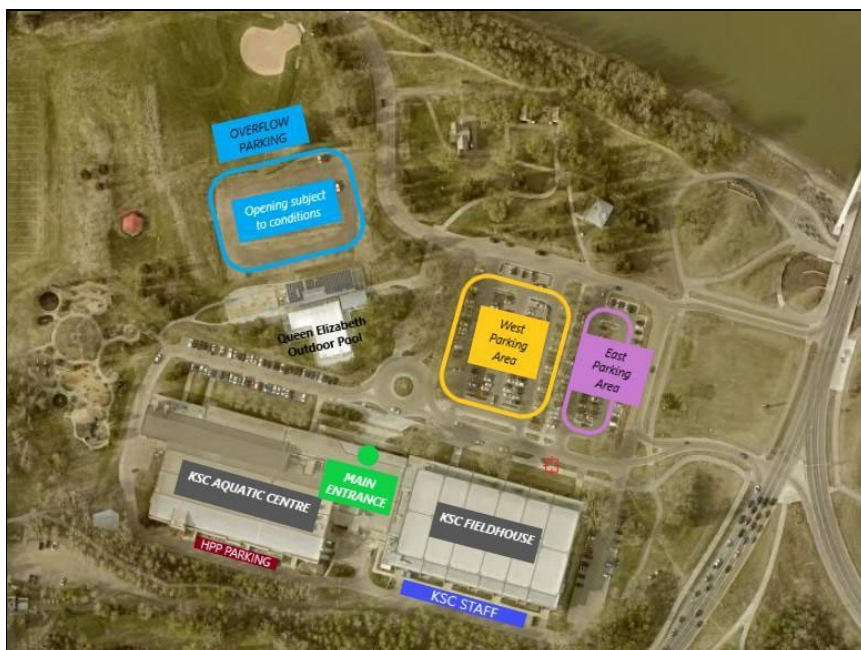 OVERFLOW
PARKING
Opening subject
to conditions
Queen Elizabeth
Outdoor Pool
West
Parking
Area
East
Parking
Area
MAIN
ENTRANCE
KSC AQUATIC CENTRE
KSC FIELDHOUSE
HPP PARKING
KSC STAFF